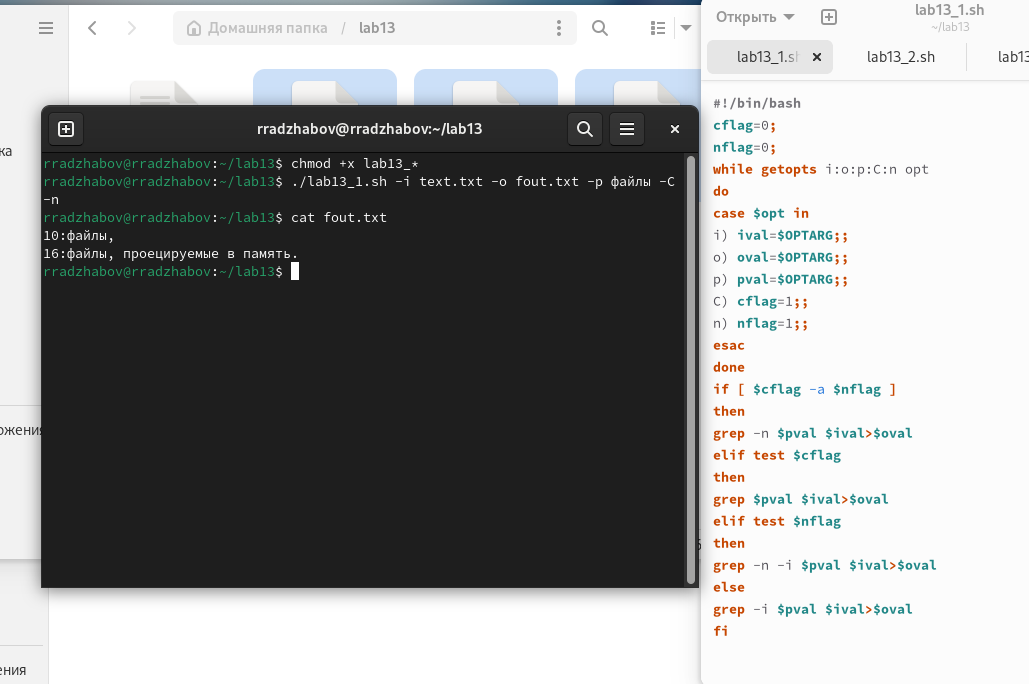 Домашняя папка / lab13
Открыть
lab13_1.sh
~/lab13
lab13_1.sh
lab13_2.sh
lab13
rradzhabov@rradzhabov:~/lab13
rradzhabov@rradzhabov:~/lab13$ chmod +x lab13_*
rradzhabov@rradzhabov:~/lab13$ ./lab13_1.sh -i text.txt -o fout.txt -p файлы -C
-n
rradzhabov@rradzhabov:~/lab13$ cat fout.txt
10:файлы,
16:файлы, проецируемые в память.
rradzhabov@rradzhabov:~/lab13$
#!/bin/bash
cflag=0;
nflag=0;
while getopts i:o:p:C:n opt
do
case $opt in
i) ival=$OPTARG;;
o) oval=$OPTARG;;
p) pval=$OPTARG;;
C) cflag=1;;
n) nflag=1;;
esac
done
if [ $cflag -a $nflag ]
then
grep -n $pval $ival>$oval
elif test $cflag
then
grep $pval $ival>$oval
elif test $nflag
then
grep -n -i $pval $ival>$oval
else
grep -i $pval $ival>$oval
fi
ка
ожения
ения